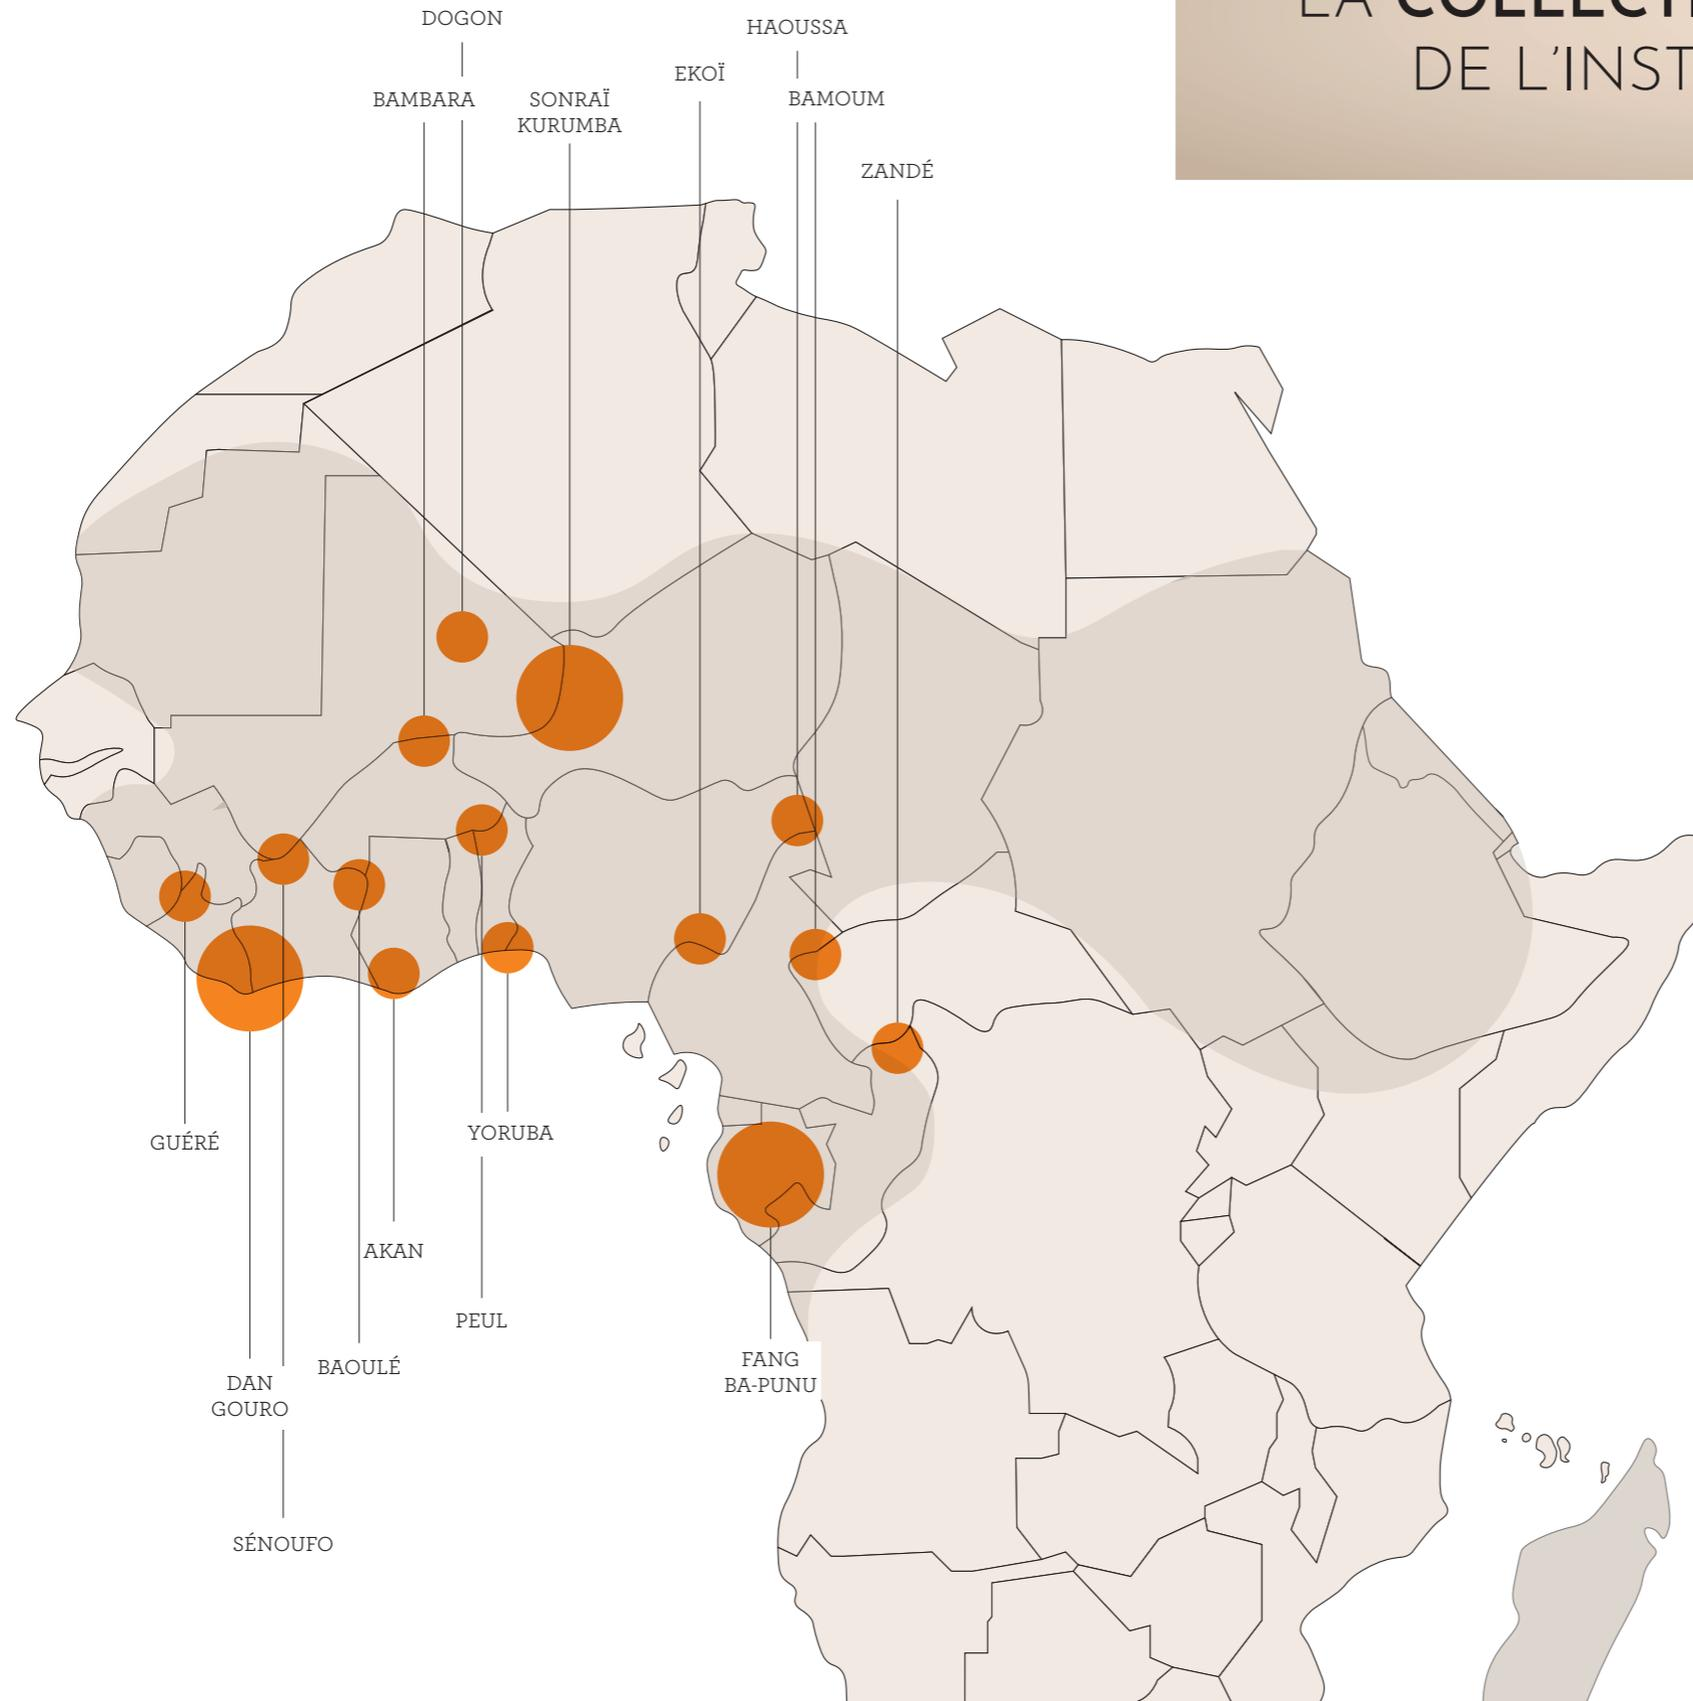 LA
DE L'INST
DOGON
HAOUSSA
EKOÏ
BAMBARA
SONRAÏ
KURUMBA
BAMOUM
ZANDÉ
GUÉRÉ
YORUBA
AKAN
PEUL
BAOULÉ
DAN
GOURO
FANG
BA-PUNU
SÉNOUFO